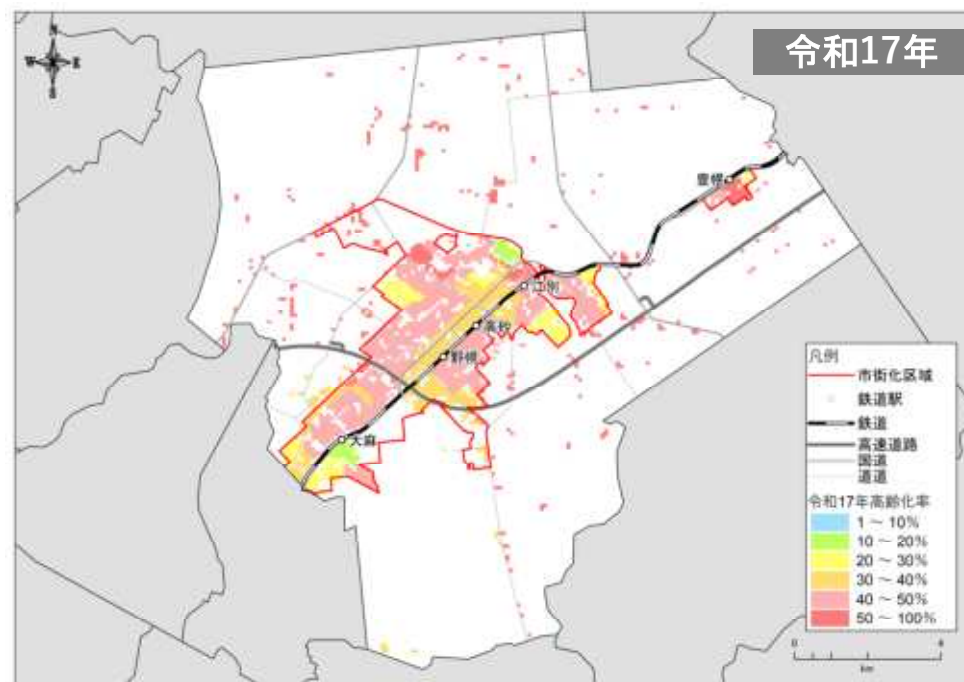 令和17年
N
W
E
S
豊幌
江別
高砂
野幌
大麻
凡例
市街化区域
鉄道駅
鉄道
高速道路
国道
道道
令和17年高齢化率
1 ～ 10%
10 ～ 20%
20 ～ 30%
30 ～ 40%
40 ～ 50%
50 ～ 100%
0
4
km